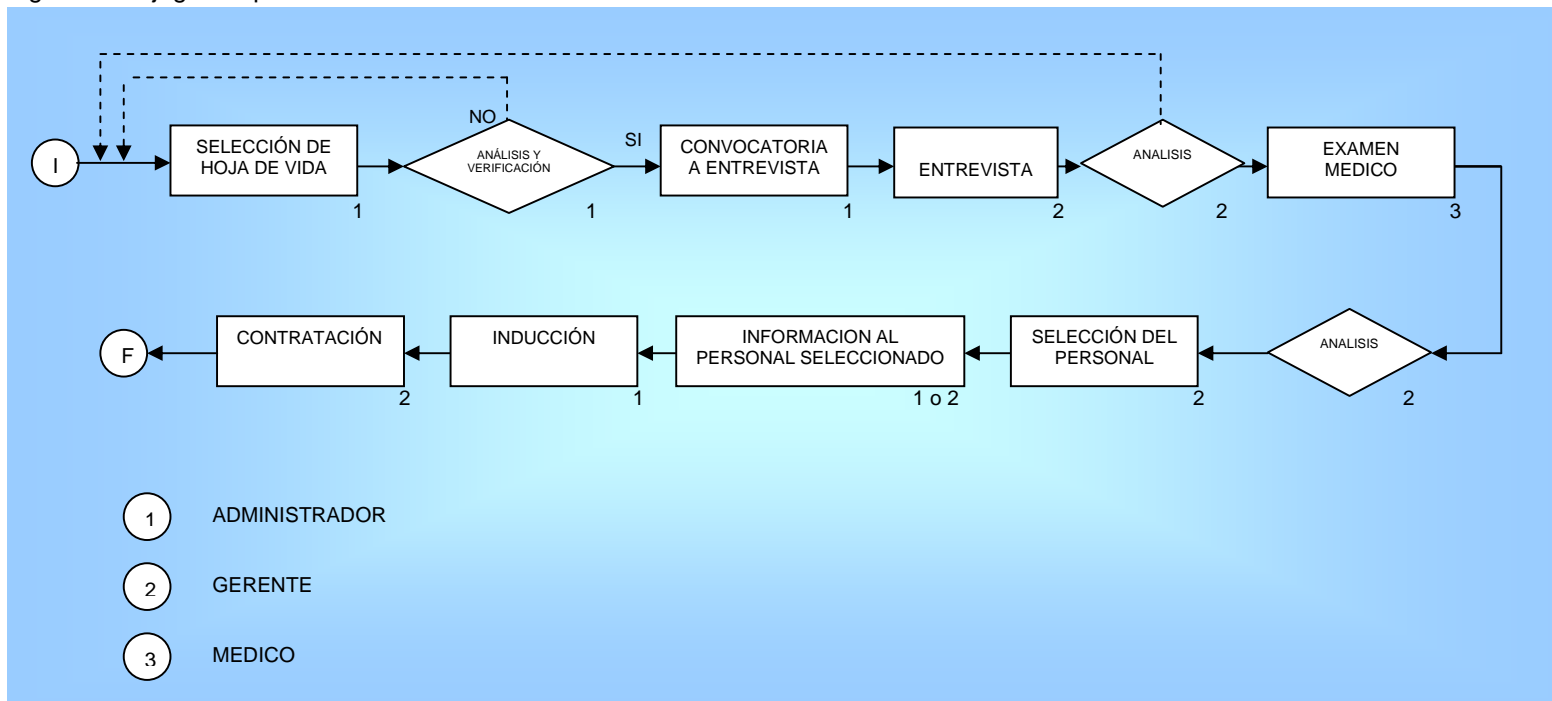 NO
SI
I
SELECCIÓN DE
HOJA DE VIDA
1
ANÁLISIS Y
VERIFICACIÓN
1
CONVOCATORIA
A ENTREVISTA
1
ENTREVISTA
2
ANALISIS
2
EXAMEN
MEDICO
3
F
CONTRATACIÓN
2
INDUCCIÓN
1
INFORMACION AL
PERSONAL SELECCIONADO
1 o 2
SELECCIÓN DEL
PERSONAL
2
ANALISIS
2
1 ADMINISTRADOR
2 GERENTE
3 MEDICO